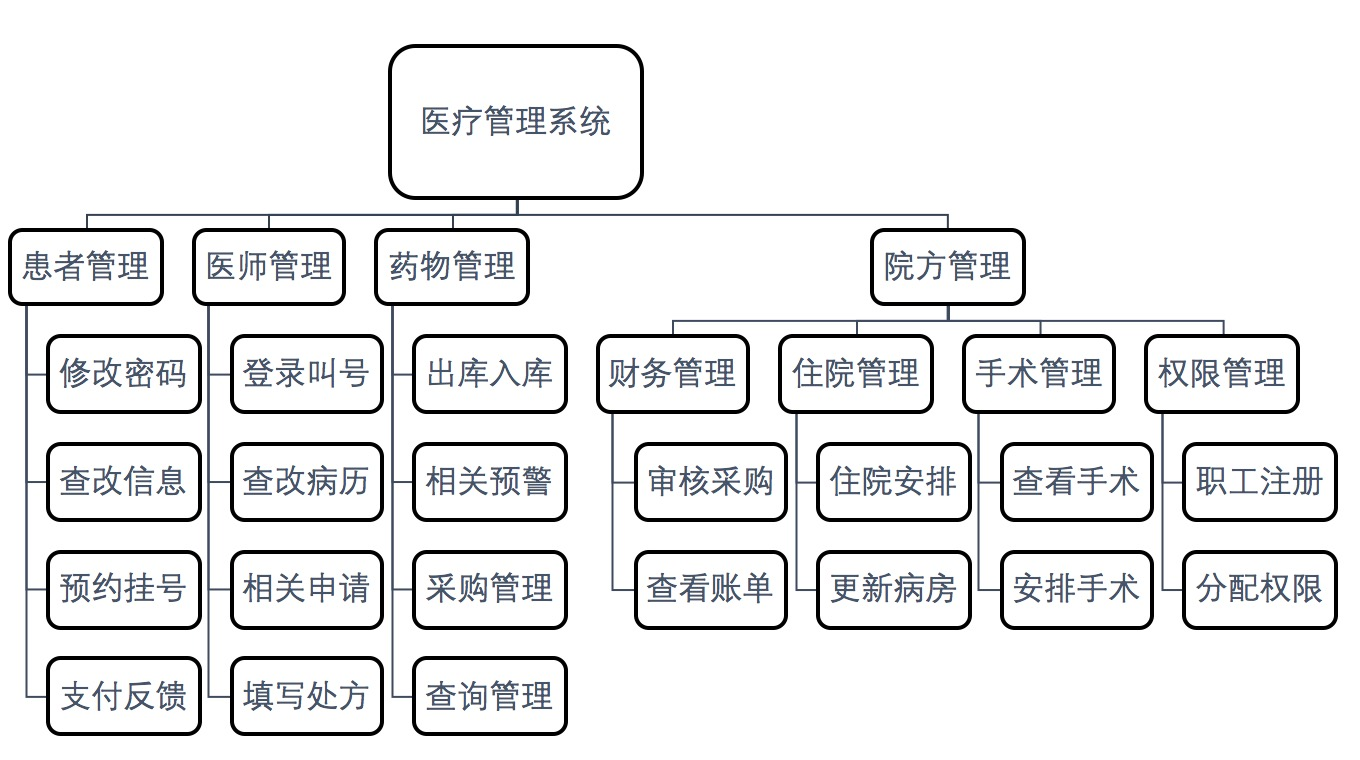 医疗管理系统
患者管理
医师管理
药物管理
院方管理
修改密码
登录叫号
出库入库
财务管理
住院管理
手术管理
权限管理
查改信息
查改病历
相关预警
审核采购
住院安排
查看手术
职工注册
预约挂号
相关申请
采购管理
查看账单
更新病房
安排手术
分配权限
支付反馈
填写处方
查询管理